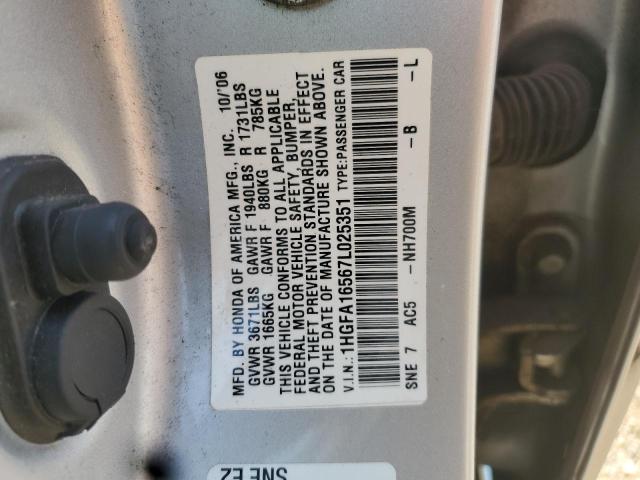 MFD. BY HONDA OF AMERICA MFG., INC. 10/'06
GVWR 3671LBS GAWR F 1940LBS R 1731LBS
GVWR 1665KG GAWR F 880KG R 785KG
THIS VEHICLE CONFORMS TO ALL APPLICABLE
FEDERAL MOTOR VEHICLE SAFETY, BUMPER,
AND THEFT PREVENTION STANDARDS IN EFFECT
ON THE DATE OF MANUFACTURE SHOWN ABOVE.
V.I.N.: 1HGFA16567L025351 TYPE:PASSENGER CAR
SNE 7 AC5 -NH700M -B -L